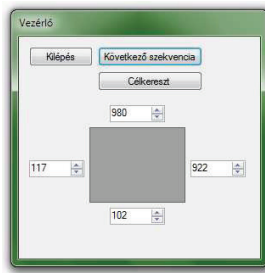 Vezérlő
Kilépés
Következő szekvencia
Célkereszt
980
117
922
102